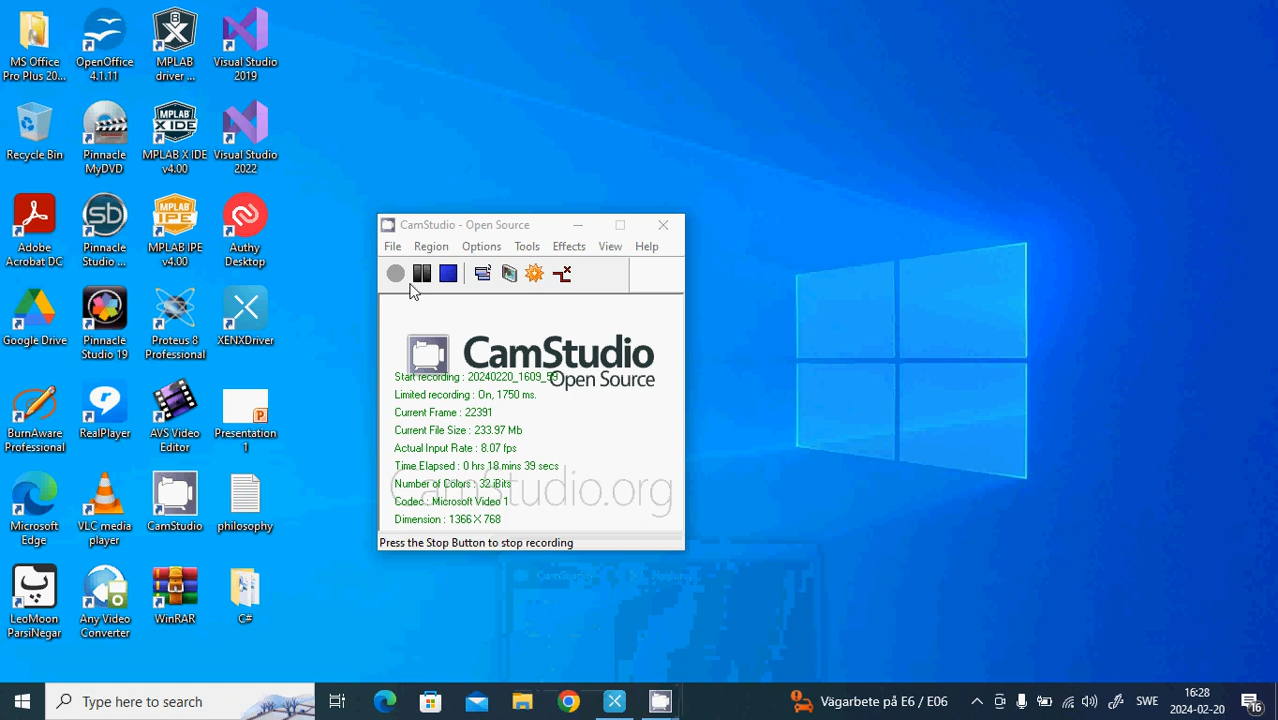 MS Office
Pro Plus 20...
OpenOffice
4.1.11
MPLAB
driver ...
Visual Studio
2019
Recycle Bin
Pinnacle
MyDVD
MPLAB X IDE
v4.00
Visual Studio
2022
Adobe
Acrobat DC
Pinnacle
Studio ...
MPLAB IPE
v4.00
Authy
Desktop
Google Drive
Pinnacle
Studio 19
Proteus 8
Professional
XENXDriver
BurnAware
Professional
RealPlayer
AVS Video
Editor
Presentation
1
Microsoft
Edge
VLC media
player
CamStudio
philosophy
LeoMoon
ParsiNegar
Any Video
Converter
WinRAR
C#
MPLAB
X IDE
MPLAB
IPE
sb
پ
CamStudio - Open Source
File Region Options Tools Effects View Help
CamStudio
Open Source
Start recording : 20240220_1609_59
Limited recording : On, 1750 ms.
Current Frame : 22391
Current File Size : 233.97 Mb
Actual Input Rate : 8.07 fps
Time Elapsed : 0 hrs 18 mins 39 secs
Number of Colors : 32 iBits
Codec : Microsoft Video 1
Dimension : 1366 X 768
CamStudio.org
Press the Stop Button to stop recording
Type here to search
Vägarbete på E6 / E06
SWE
16:28
2024-02-20
16